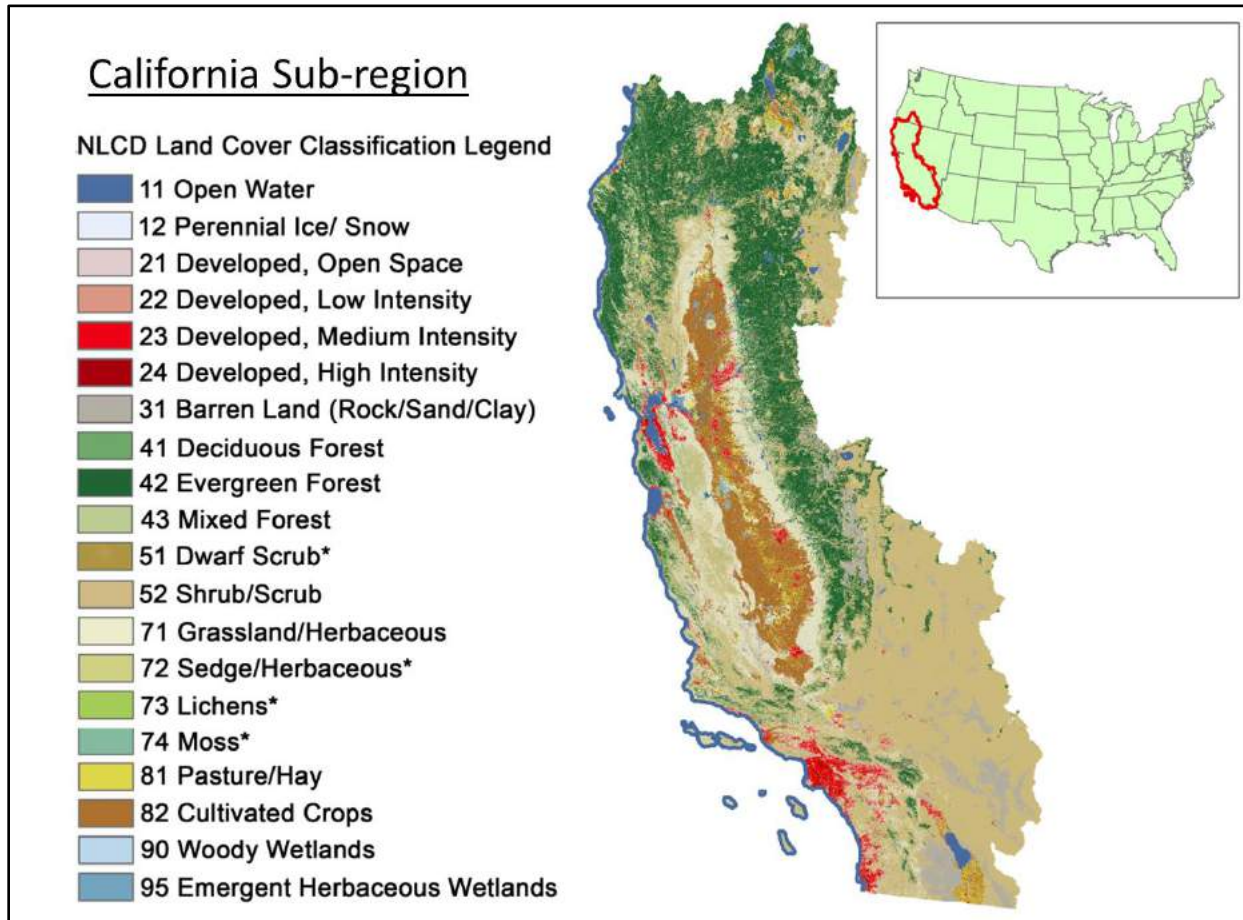 California Sub-region
NLCD Land Cover Classification Legend
11 Open Water
12 Perennial Ice/ Snow
21 Developed, Open Space
22 Developed, Low Intensity
23 Developed, Medium Intensity
24 Developed, High Intensity
31 Barren Land (Rock/Sand/Clay)
41 Deciduous Forest
42 Evergreen Forest
43 Mixed Forest
51 Dwarf Scrub*
52 Shrub/Scrub
71 Grassland/Herbaceous
72 Sedge/Herbaceous*
73 Lichens*
74 Moss*
81 Pasture/Hay
82 Cultivated Crops
90 Woody Wetlands
95 Emergent Herbaceous Wetlands